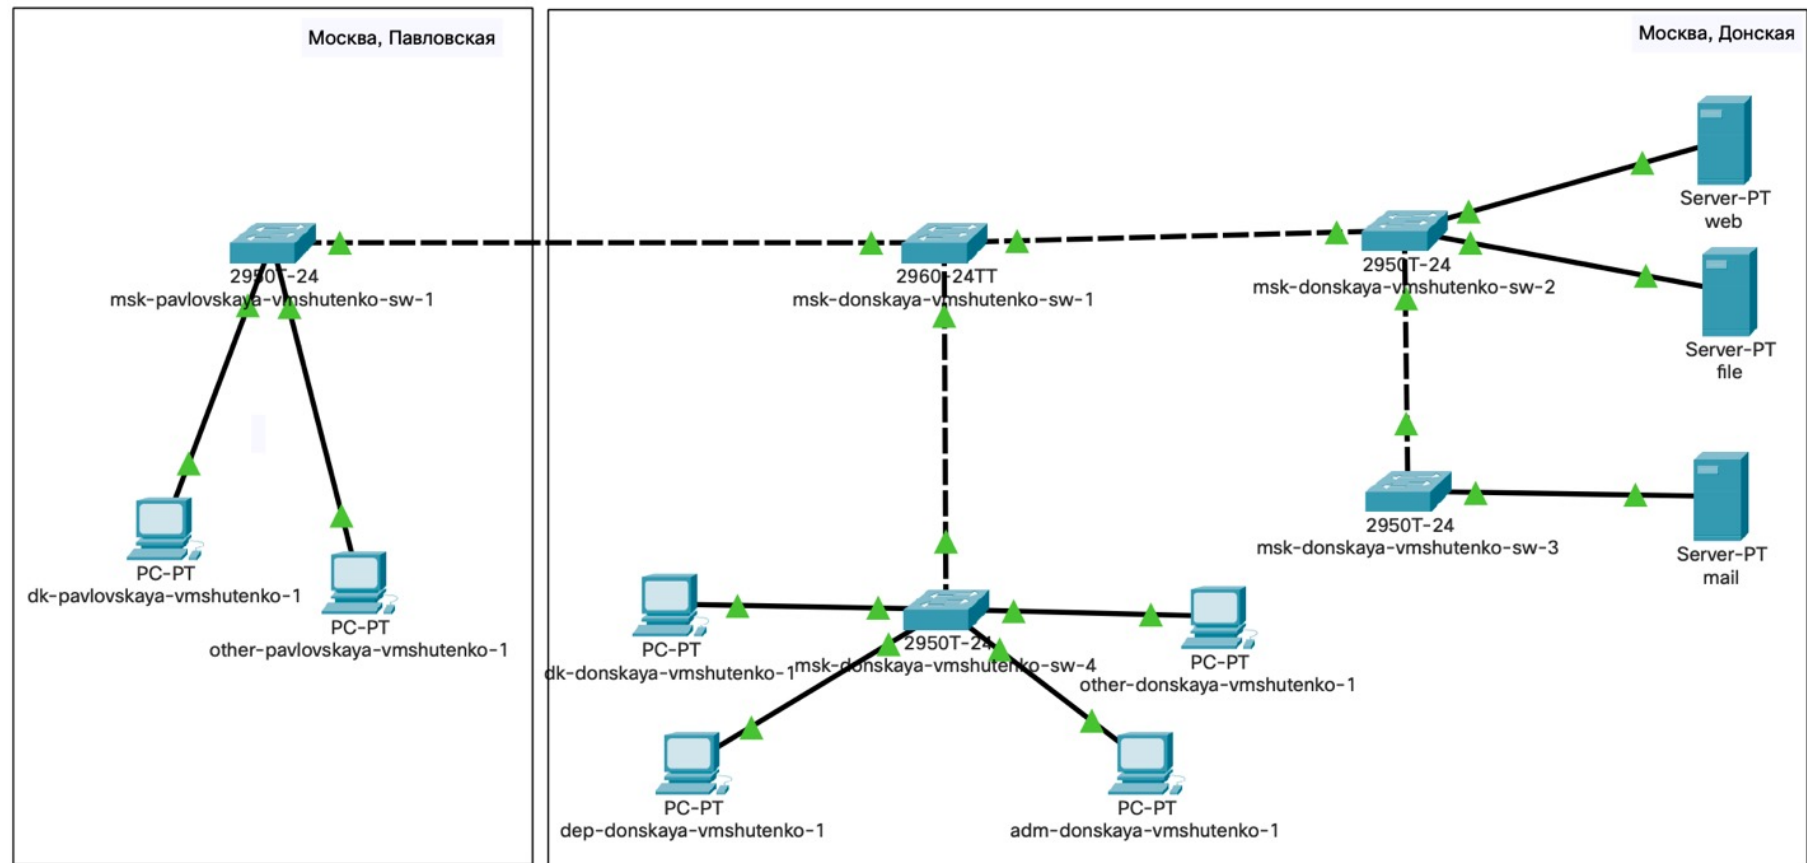 Москва, Павловская
Москва, Донская
2950T-24
msk-pavlovskaya-vmshutenko-sw-1
2960-24TT
msk-donskaya-vmshutenko-sw-1
2950T-24
msk-donskaya-vmshutenko-sw-2
Server-PT
web
Server-PT
file
2950T-24
msk-donskaya-vmshutenko-sw-3
Server-PT
mail
PC-PT
dk-pavlovskaya-vmshutenko-1
PC-PT
other-pavlovskaya-vmshutenko-1
PC-PT
dk-donskaya-vmshutenko-1
2950T-24
msk-donskaya-vmshutenko-sw-4
PC-PT
other-donskaya-vmshutenko-1
PC-PT
dep-donskaya-vmshutenko-1
PC-PT
adm-donskaya-vmshutenko-1